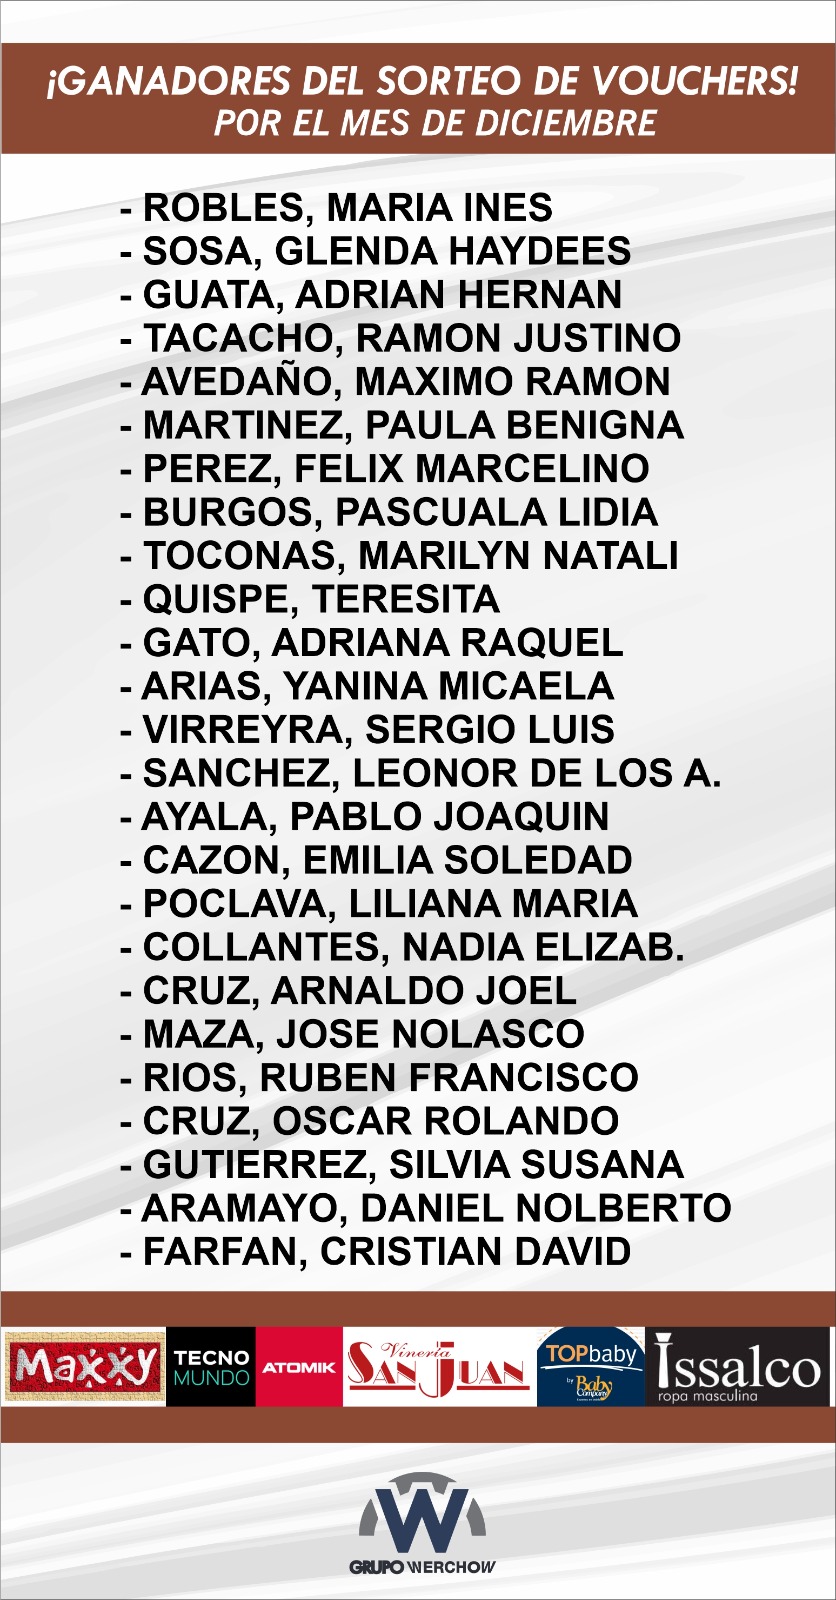 ¡GANADORES DEL SORTEO DE VOUCHERS!
POR EL MES DE DICIEMBRE
- ROBLES, MARIA INES
- SOSA, GLENDA HAYDEES
- GUATA, ADRIAN HERNAN
- TACACHO, RAMON JUSTINO
- AVEDAÑO, MAXIMO RAMON
- MARTINEZ, PAULA BENIGNA
- PEREZ, FELIX MARCELINO
- BURGOS, PASCUALA LIDIA
- TOCONAS, MARILYN NATALI
- QUISPE, TERESITA
- GATO, ADRIANA RAQUEL
- ARIAS, YANINA MICAELA
- VIRREYRA, SERGIO LUIS
- SANCHEZ, LEONOR DE LOS A.
- AYALA, PABLO JOAQUIN
- CAZON, EMILIA SOLEDAD
- POCLAVA, LILIANA MARIA
- COLLANTES, NADIA ELIZAB.
- CRUZ, ARNALDO JOEL
- MAZA, JOSE NOLASCO
- RIOS, RUBEN FRANCISCO
- CRUZ, OSCAR ROLANDO
- GUTIERREZ, SILVIA SUSANA
- ARAMAYO, DANIEL NOLBERTO
- FARFAN, CRISTIAN DAVID
Maxxy
TECNO
MUNDO
ATOMIK
Vinería
SAN JUAN
TOPbaby
by Baby
Company
Issalco
ropa masculina
W
GRUPO WERCHOW